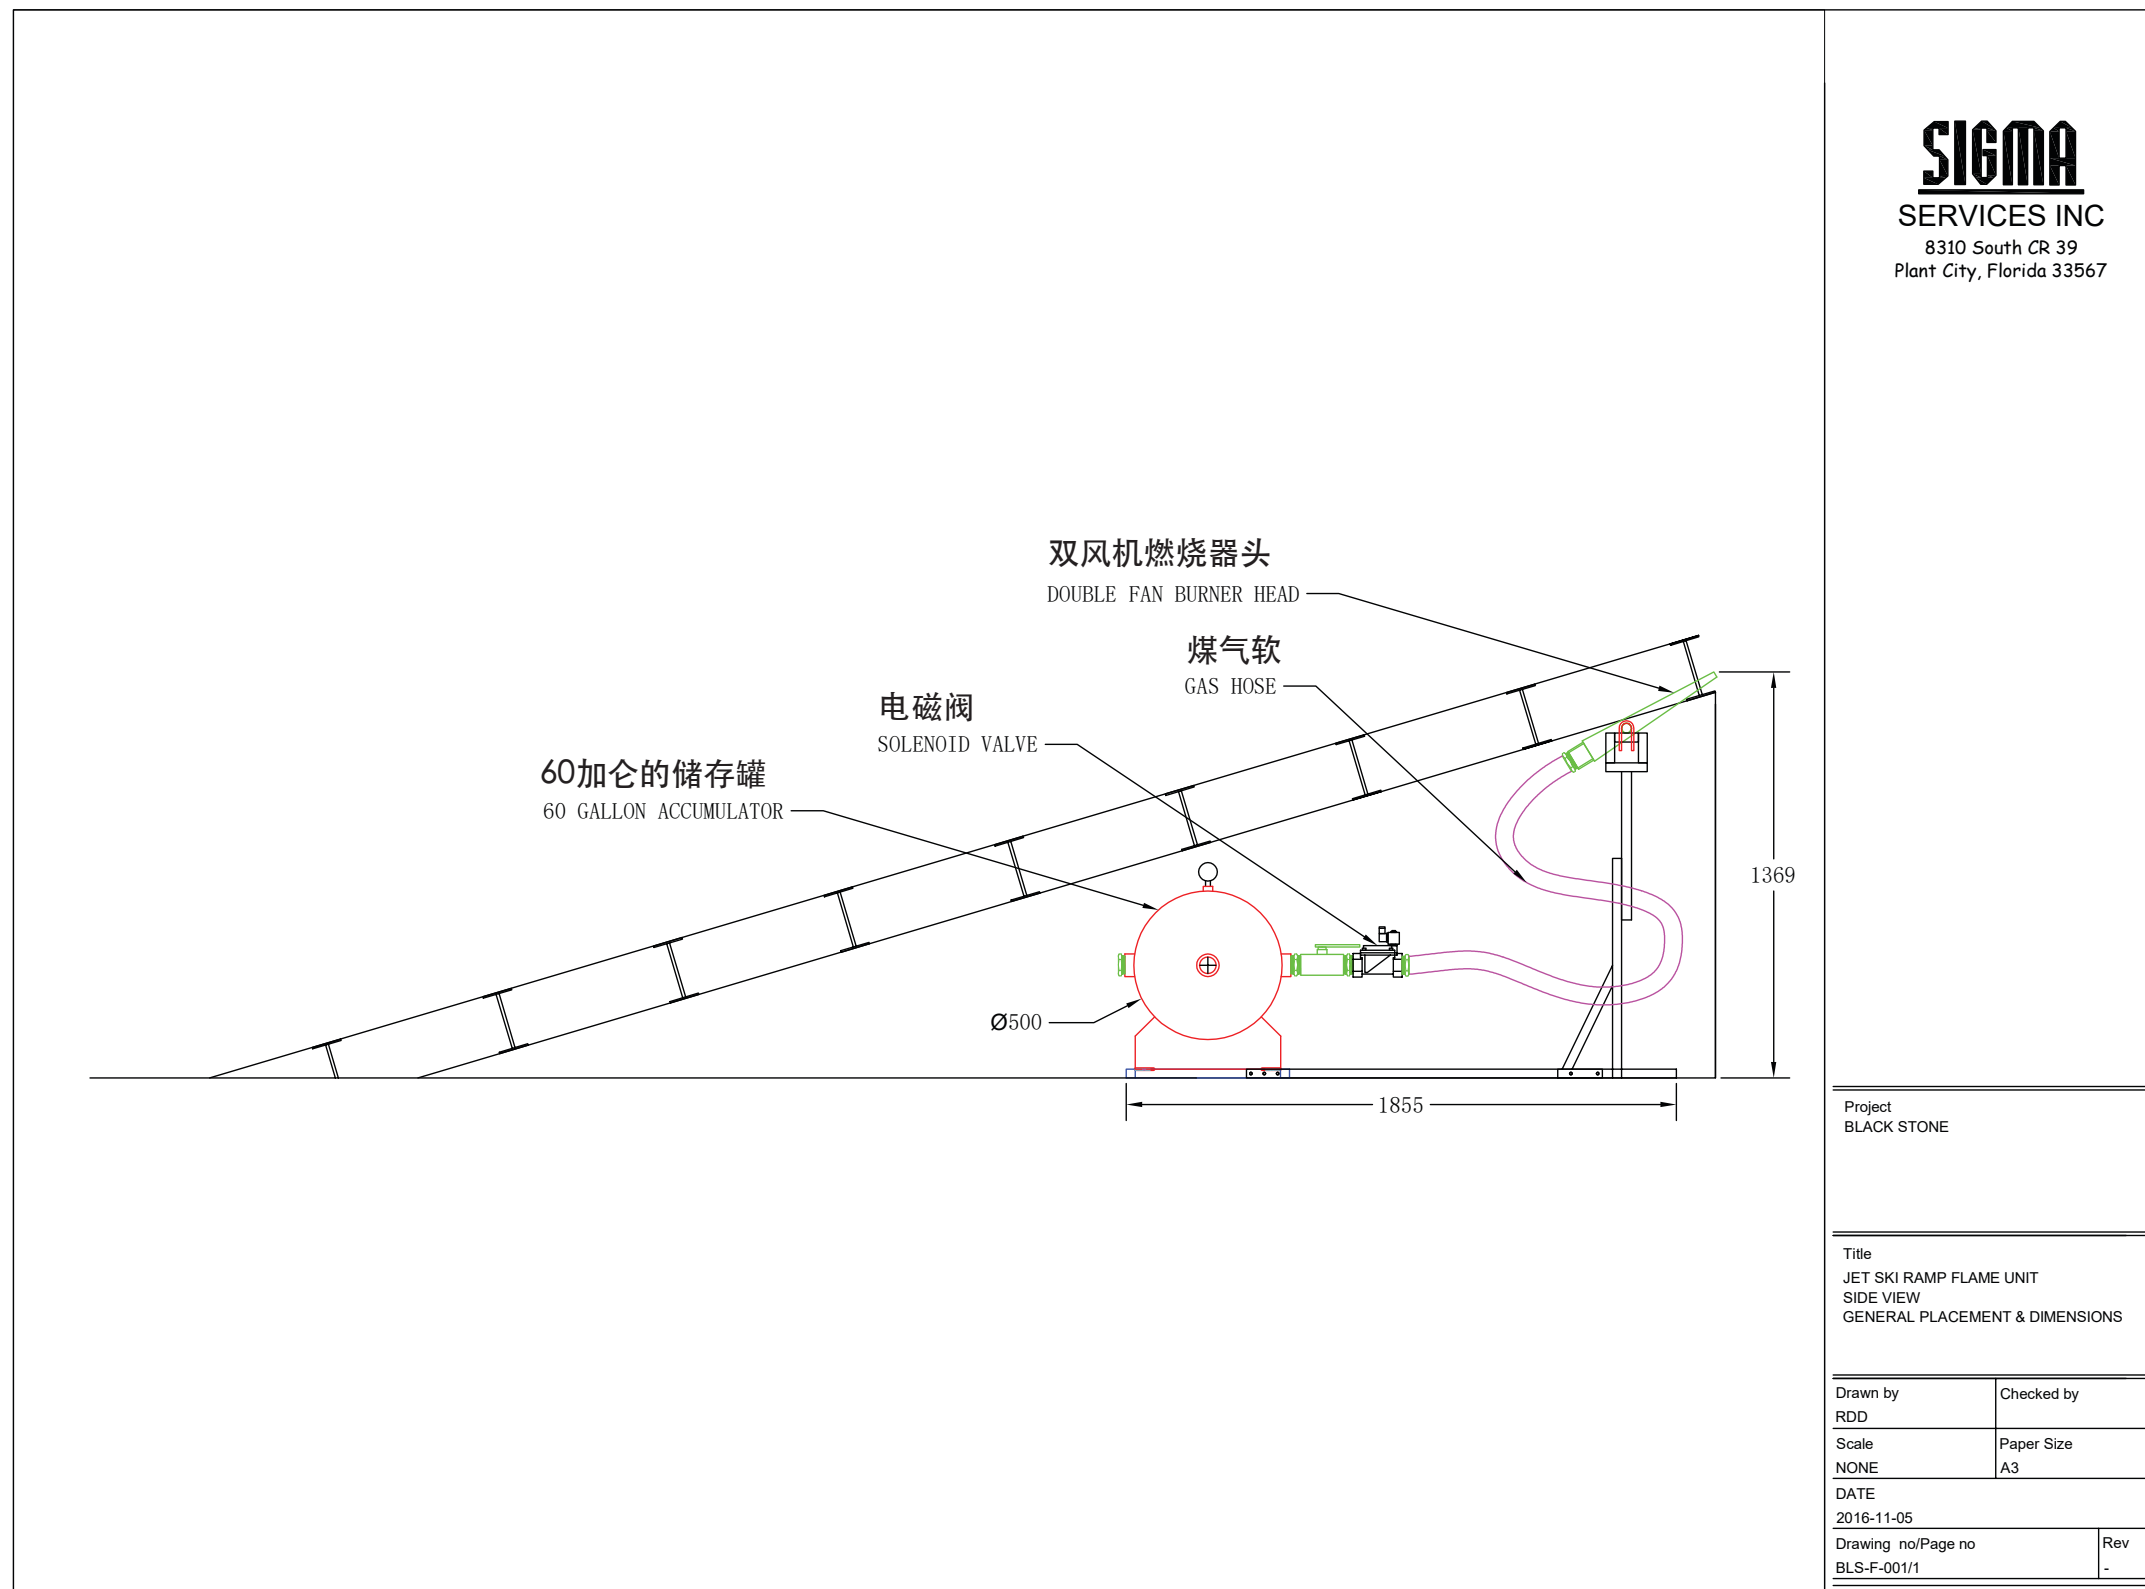 SIGMA
SERVICES INC
8310 South CR 39
Plant City, Florida 33567
双风机燃烧器头
DOUBLE FAN BURNER HEAD
煤气软
GAS HOSE
电磁阀
SOLENOID VALVE
60加仑的储存罐
60 GALLON ACCUMULATOR
1369
Ø500
1855
Project
BLACK STONE
Title
JET SKI RAMP FLAME UNIT
SIDE VIEW
GENERAL PLACEMENT & DIMENSIONS
Drawn by
RDD
Checked by
Scale
NONE
Paper Size
A3
DATE
2016-11-05
Drawing no/Page no
BLS-F-001/1
Rev
-